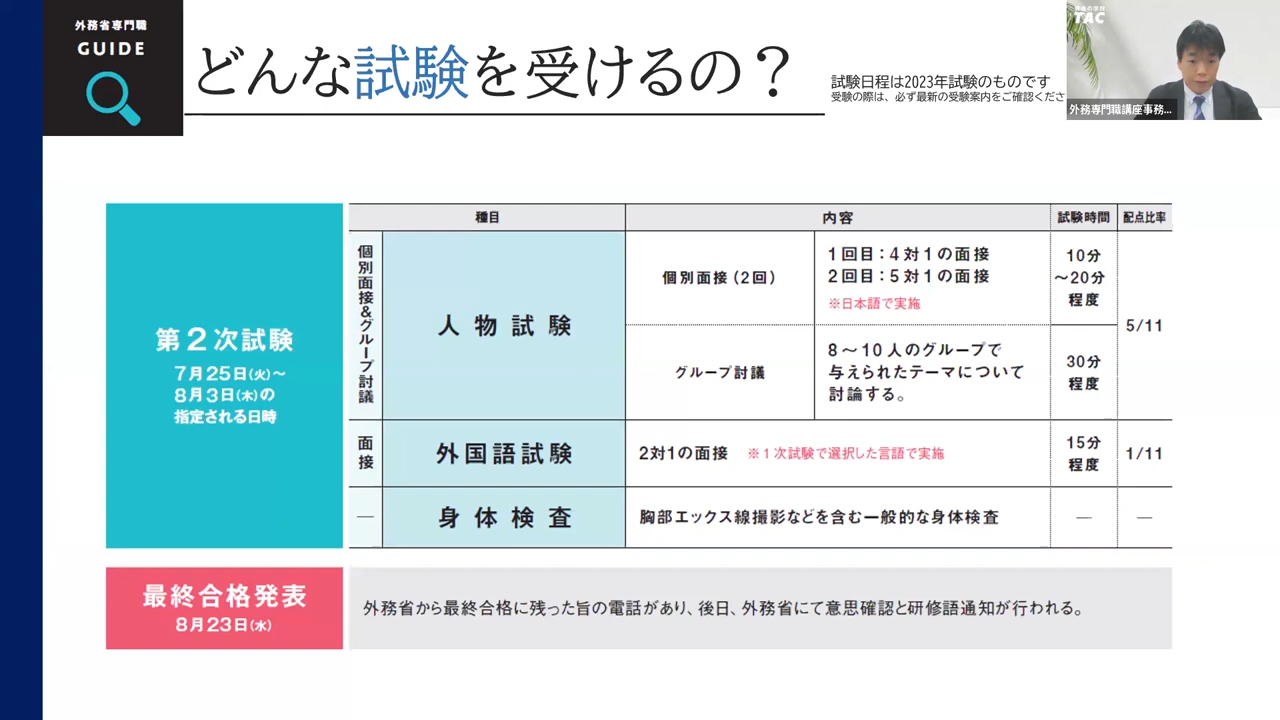 外務省専門職
GUIDE
どんな試験を受けるの？
試験日程は2023年試験のものです
受験の際は、必ず最新の受験案内をご確認くださ
TAC
外務専門職講座事務...
種目
内容
試験時間
配点比率
第2次試験
7月25日(火)～
8月3日(木)の
指定される日時
個別面接&グループ討議
人物試験
個別面接（2回）
1回目：4対1の面接
2回目：5対1の面接
※日本語で実施
10分
～20分
程度
5/11
グループ討議
8～10人のグループで
与えられたテーマについて
討論する。
30分
程度
面接
外国語試験
2対1の面接 ※1次試験で選択した言語で実施
15分
程度
1/11
—
身体検査
胸部エックス線撮影などを含む一般的な身体検査
—
—
最終合格発表
8月23日(水)
外務省から最終合格に残った旨の電話があり、後日、外務省にて意思確認と研修語通知が行われる。